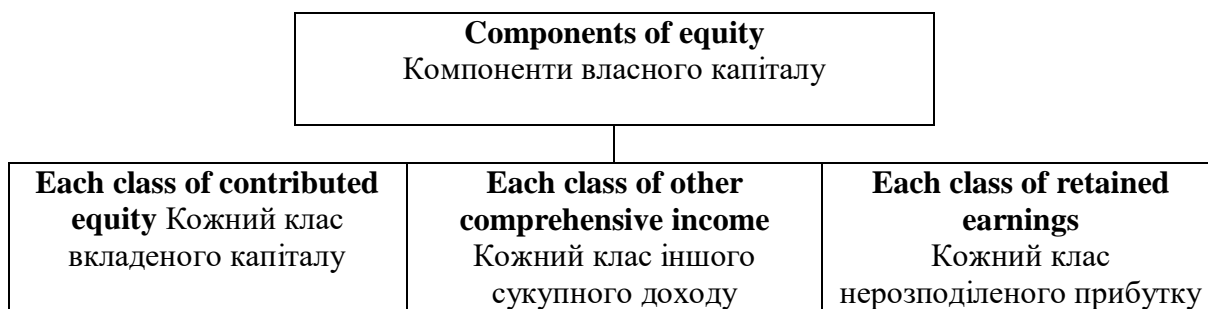 Components of equity
Компоненти власного капіталу
Each class of contributed
equity Кожний клас
вкладеного капіталу
Each class of other
comprehensive income
Кожний клас іншого
сукупного доходу
Each class of retained
earnings
Кожний клас
нерозподіленого прибутку